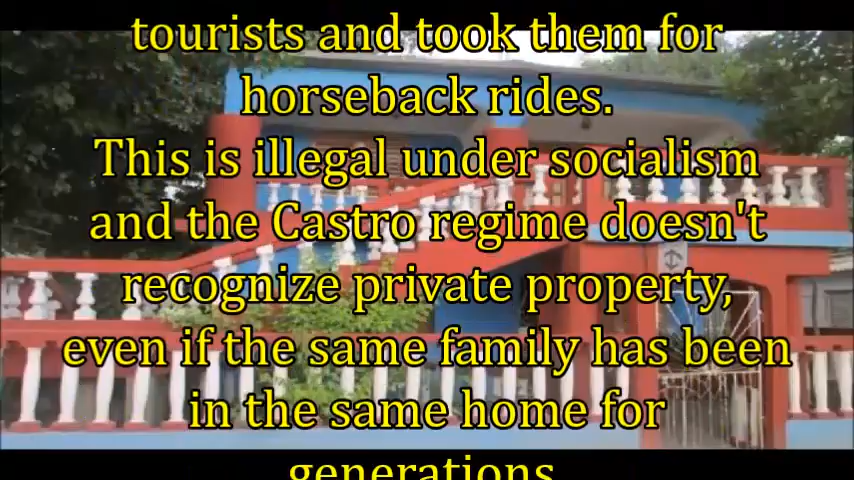 tourists and took them for
horseback rides.
This is illegal under socialism
and the Castro regime doesn't
recognize private property,
even if the same family has been
in the same home for
generations.